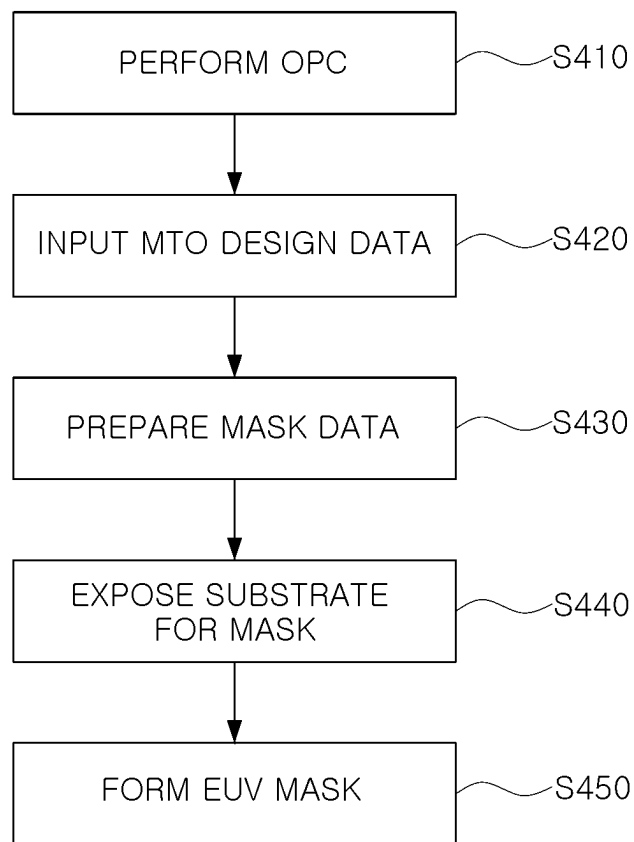 PERFORM OPC
S410
INPUT MTO DESIGN DATA
S420
PREPARE MASK DATA
S430
EXPOSE SUBSTRATE
FOR MASK
S440
FORM EUV MASK
S450